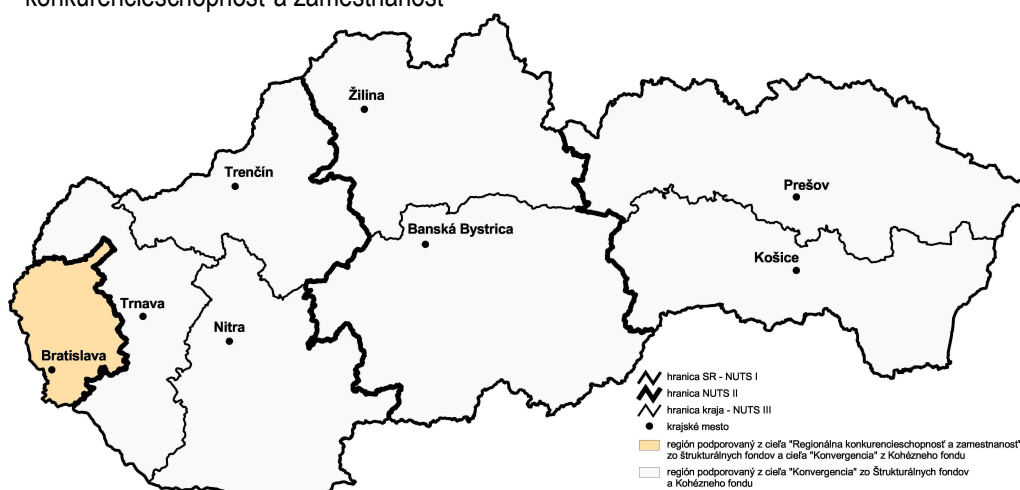 konkurencieschopnosť a zamestnanosť
Žilina
Trenčín
Prešov
Banská Bystrica
Košice
Trnava
Nitra
Bratislava
hranica SR - NUTS I
hranica NUTS II
hranica kraja - NUTS III
krajské mesto
región podporovaný z cieľa "Regionálna konkurencieschopnosť a zamestnanosť"
zo štrukturálnych fondov a cieľa "Konvergencia" z Kohézneho fondu
región podporovaný z cieľa "Konvergencia" zo Štrukturálnych fondov
a Kohézneho fondu